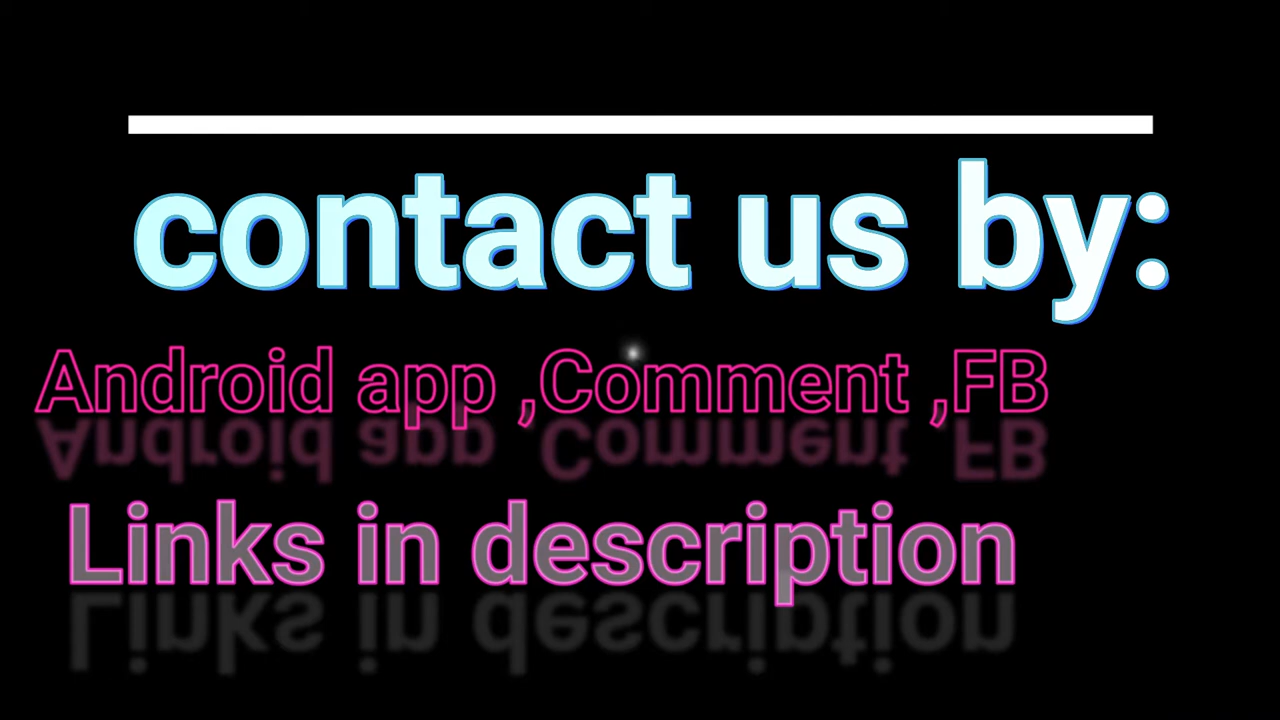 contact us by:
Android app ,Comment ,FB
Links in description